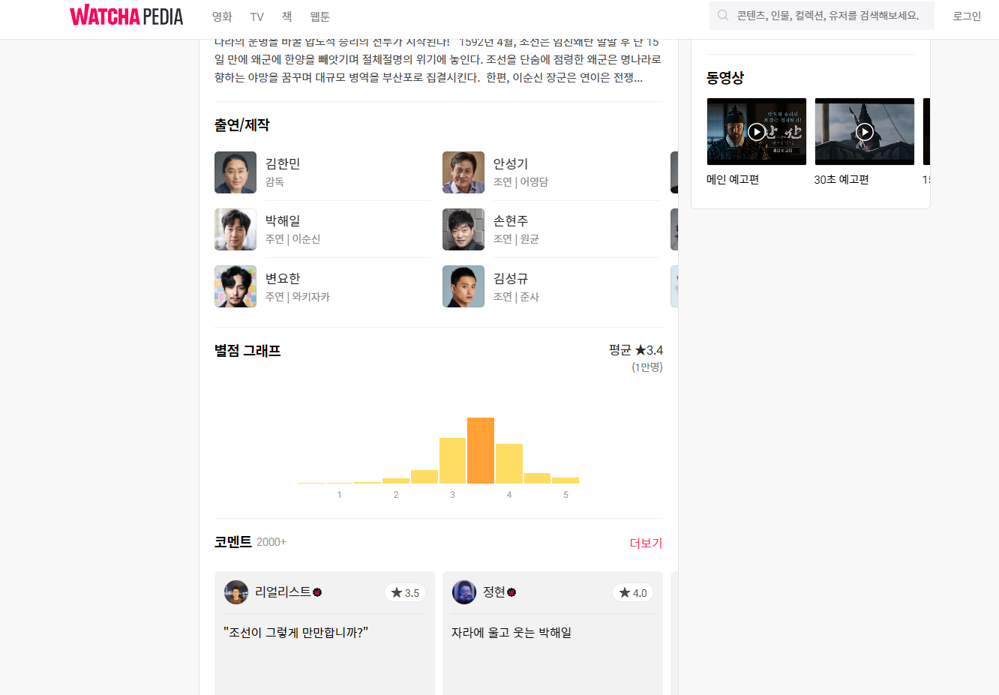 WATCHA PEDIA 영화 TV 책 웹툰 콘텐츠, 인물, 컬렉션, 유저를 검색해보세요. 로그인
나라의 운명을 바꿀 압도적 승리의 전투가 시작된다! 1592년 4월, 조선은 임진왜란 발발 후 단 15
일 만에 왜군에 한양을 빼앗기며 절체절명의 위기에 놓인다. 조선을 단숨에 점령한 왜군은 명나라로
향하는 야망을 꿈꾸며 대규모 병역을 부산포로 집결시킨다. 한편, 이순신 장군은 연이은 전쟁...
출연/제작
김한민
감독
안성기
조연 | 어영담
박해일
주연 | 이순신
손현주
조연 | 원균
변요한
주연 | 와키자카
김성규
조연 | 준사
별점 그래프
평균 ★3.4
(1만명)
1 2 3 4 5
코멘트 2000+
더보기
리얼리스트
★ 3.5
"조선이 그렇게 만만합니까?"
정현
★ 4.0
자라에 울고 웃는 박해일
동영상
한산
메인 예고편
메인 예고편
30초 예고편